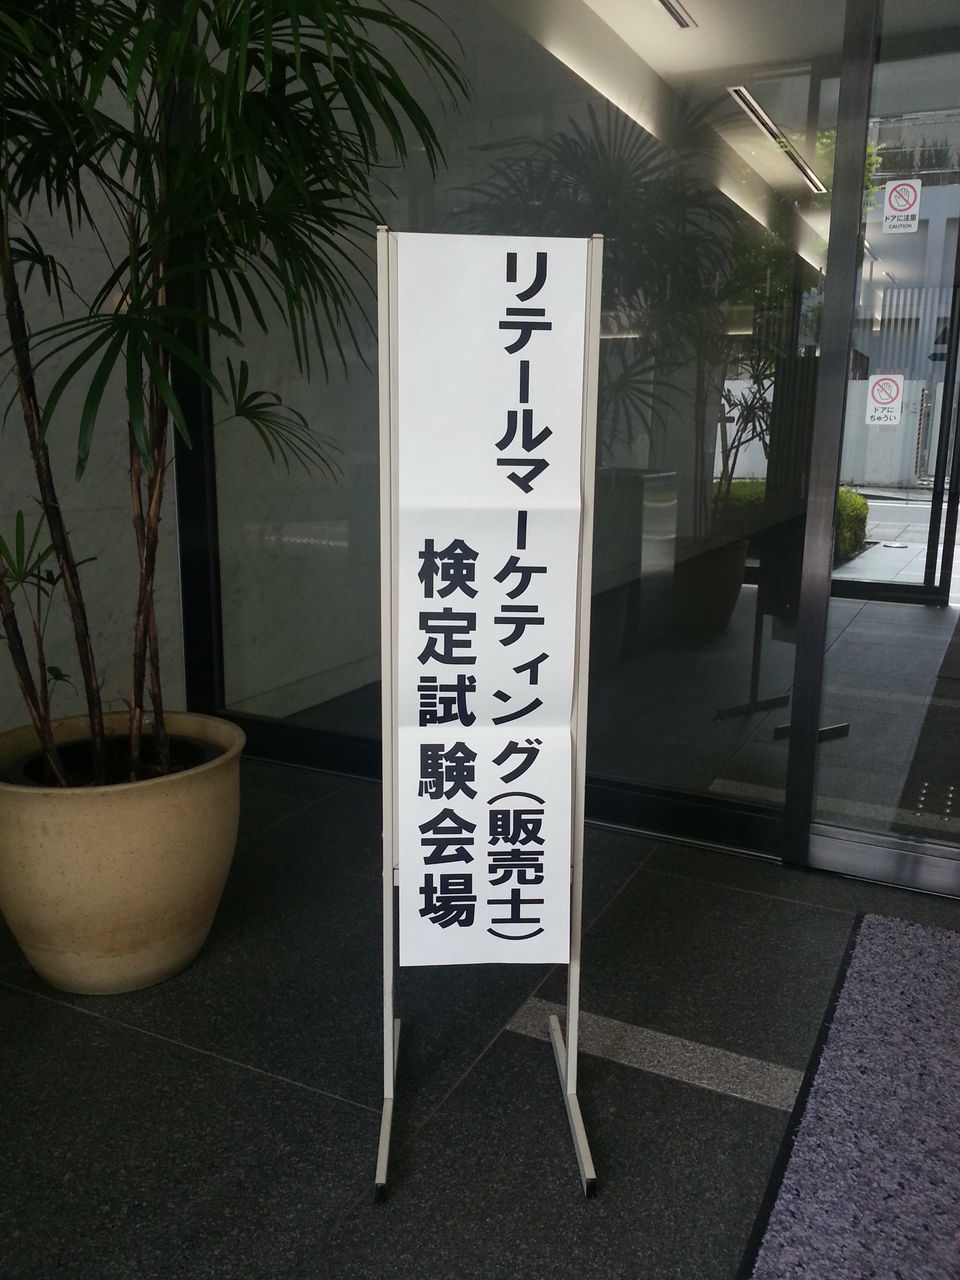 リテールマーケティング(販売士)
検定試験会場
ドアに注意
CAUTION
ドアに
ちゅうい